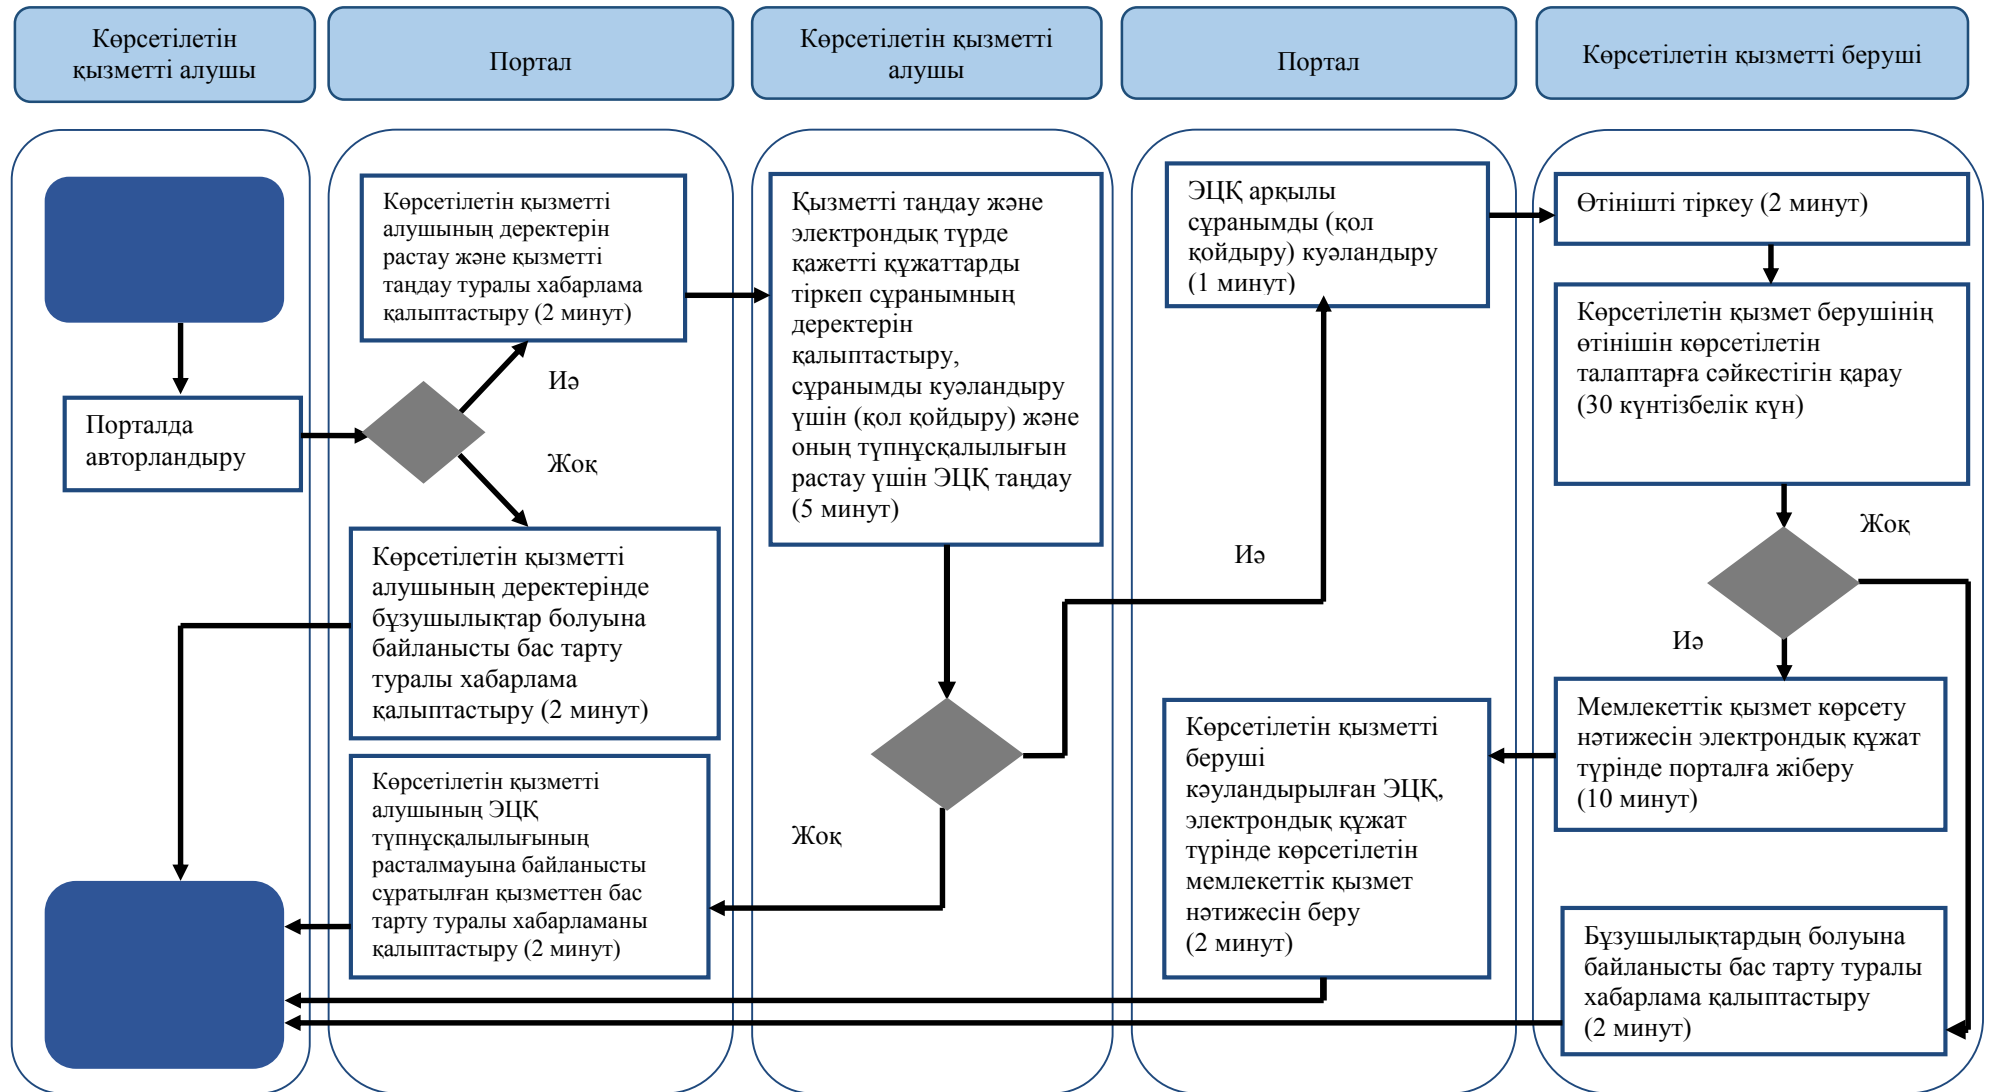 Көрсетілетін
қызметті алушы
Портал
Көрсетілетін қызметті
алушы
Портал
Көрсетілетін қызметті беруші
Порталда
авторландыру
Көрсетілетін қызметті
алушының деректерін
растау және қызметті
таңдау туралы хабарлама
қалыптастыру (2 минут)
Иә
Жоқ
Көрсетілетін қызметті
алушының деректерінде
бұзушылықтар болуына
байланысты бас тарту
туралы хабарлама
қалыптастыру (2 минут)
Көрсетілетін қызметті
алушының ЭЦҚ
түпнұсқалылығының
расталмауына байланысты
сұратылған қызметтен бас
тарту туралы хабарламаны
қалыптастыру (2 минут)
Қызметті таңдау және
электрондық түрде
қажетті құжаттарды
тіркеп сұранымның
деректерін
қалыптастыру,
сұранымды куәландыру
үшін (қол қойдыру) және
оның түпнұсқалылығын
растау үшін ЭЦҚ таңдау
(5 минут)
Жоқ
ЭЦҚ арқылы
сұранымды (қол
қойдыру) куәландыру
(1 минут)
Иә
Көрсетілетін қызметті
беруші
кәуландырылған ЭЦҚ,
электрондық құжат
түрінде көрсетілетін
мемлекеттік қызмет
нәтижесін беру
(2 минут)
Өтінішті тіркеу (2 минут)
Көрсетілетін қызмет берушінің
өтінішін көрсетілетін
талаптарға сәйкестігін қарау
(30 күнтізбелік күн)
Жоқ
Иә
Мемлекеттік қызмет көрсету
нәтижесін электрондық құжат
түрінде порталға жіберу
(10 минут)
Бұзушылықтардың болуына
байланысты бас тарту туралы
хабарлама қалыптастыру
(2 минут)